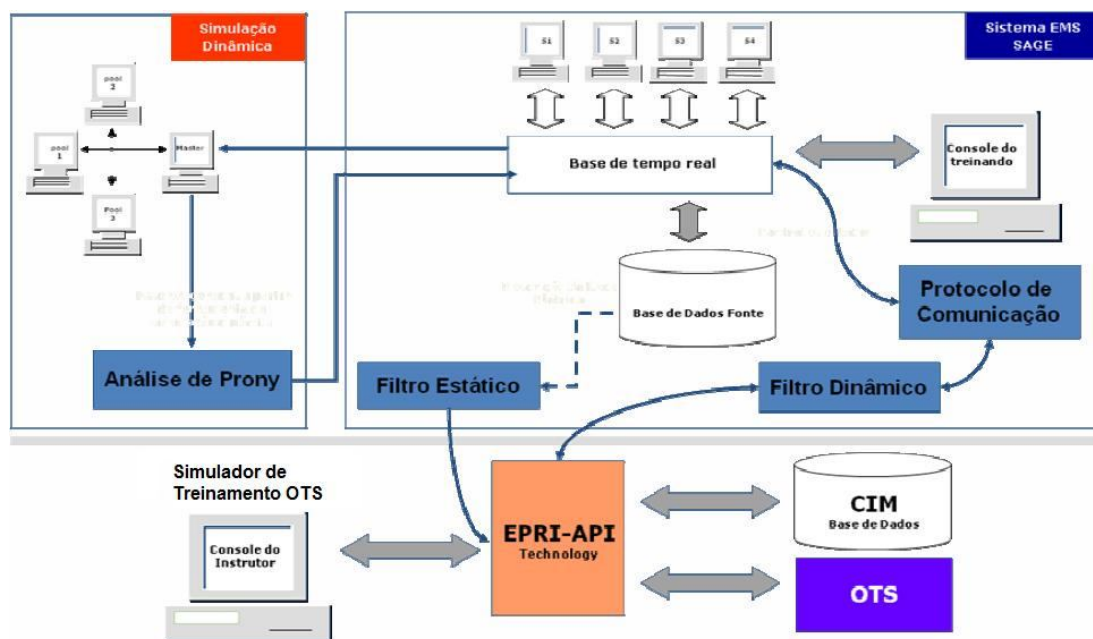 Simulação
Dinâmica
Sistema EMS
SAGE
S1
S2
S3
S4
pool
2
pool
1
Master
Pool
3
Base de tempo real
Console do
treinando
Base de Dados Fonte
Protocolo de
Comunicação
Análise de Prony
Filtro Estático
Filtro Dinâmico
Simulador de
Treinamento OTS
Console do
Instrutor
EPRI-API
Technology
CIM
Base de Dados
OTS